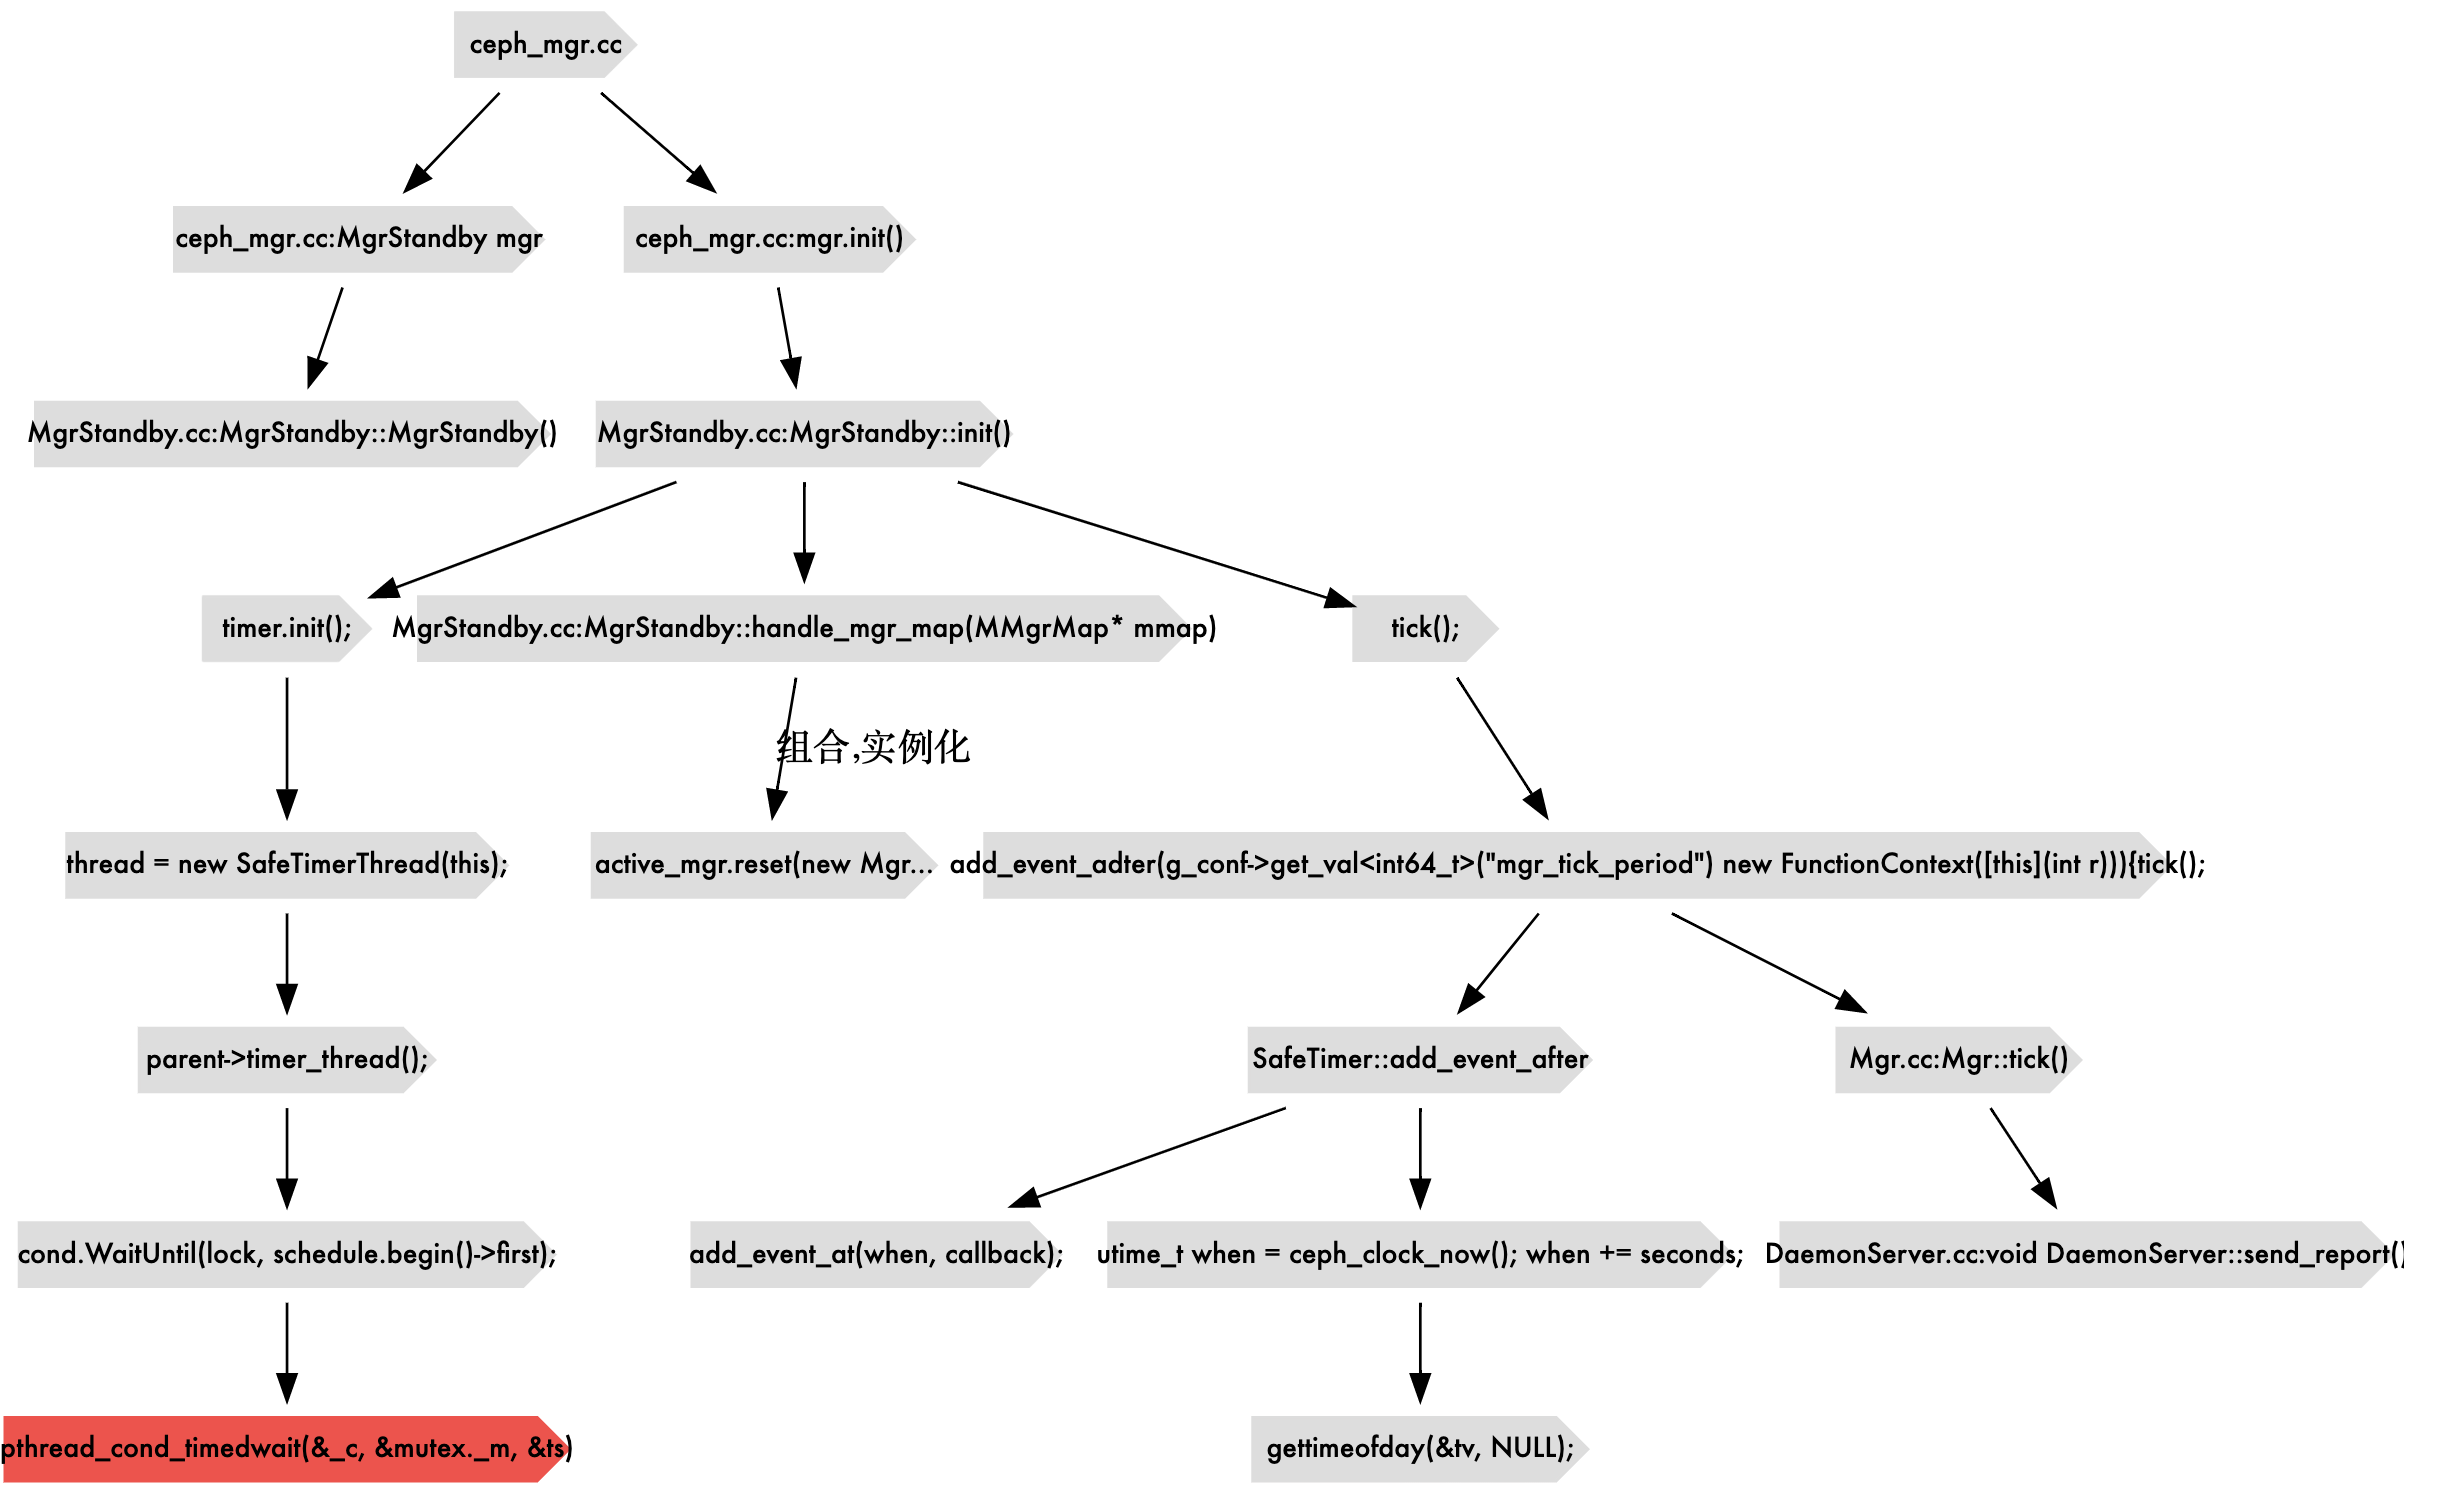 ceph_mgr.cc
ceph_mgr.cc:MgrStandby mgr
ceph_mgr.cc:mgr.init()
MgrStandby.cc:MgrStandby::MgrStandby()
MgrStandby.cc:MgrStandby::init()
timer.init();
MgrStandby.cc:MgrStandby::handle_mgr_map(MMgrMap* mmap)
tick();
组合,实例化
thread = new SafeTimerThread(this);
active_mgr.reset(new Mgr...
add_event_adter(g_conf->get_val<int64_t>("mgr_tick_period") new FunctionContext([this](int r))){tick();
parent->timer_thread();
SafeTimer::add_event_after
Mgr.cc:Mgr::tick()
cond.WaitUntil(lock, schedule.begin()->first);
add_event_at(when, callback);
utime_t when = ceph_clock_now(); when += seconds;
DaemonServer.cc:void DaemonServer::send_report()
pthread_cond_timedwait(&_c, &mutex._m, &ts)
gettimeofday(&tv, NULL);